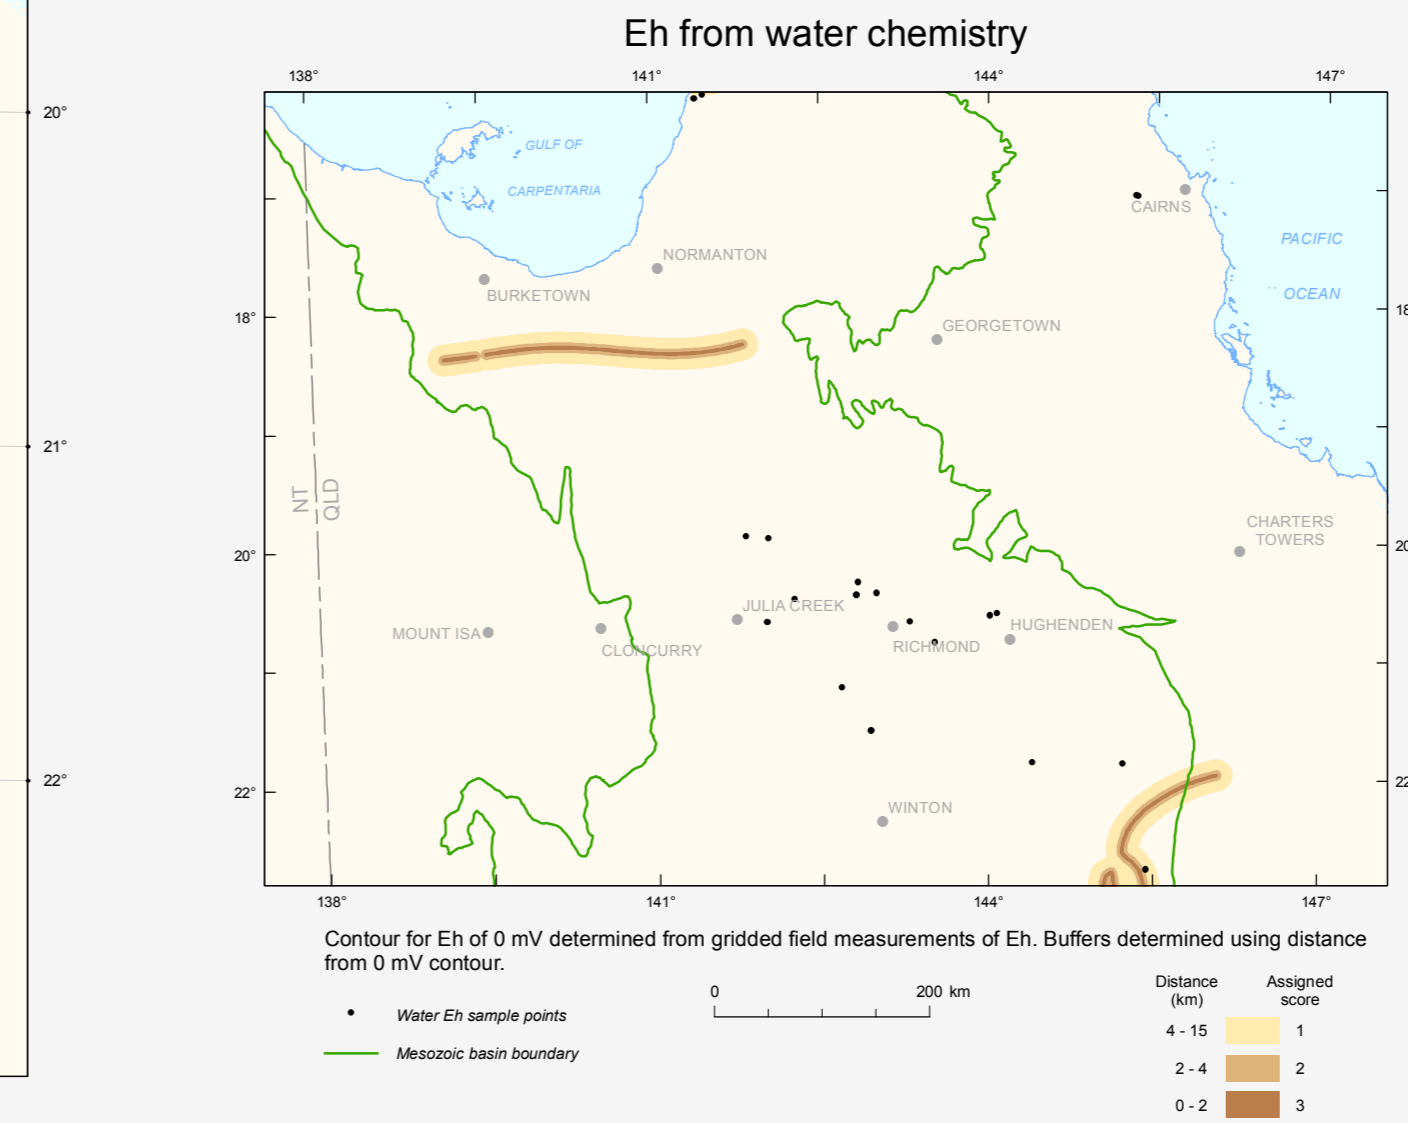 Eh from water chemistry
138°
141°
144°
147°
20°
21°
22°
GULF OF
CARPENTARIA
CAIRNS
PACIFIC
OCEAN
NORMANTON
BURKETOWN
18°
18
GEORGETOWN
NT
QLD
CHARTERS
TOWERS
20°
20
JULIA CREEK
MOUNT ISA
CLONCURRY
RICHMOND
HUGHENDEN
22°
22
WINTON
138°
141°
144°
147°
Contour for Eh of 0 mV determined from gridded field measurements of Eh. Buffers determined using distance
from 0 mV contour.
Water Eh sample points
Mesozoic basin boundary
0
200 km
Distance
(km)
Assigned
score
4 - 15
1
2 - 4
2
0 - 2
3